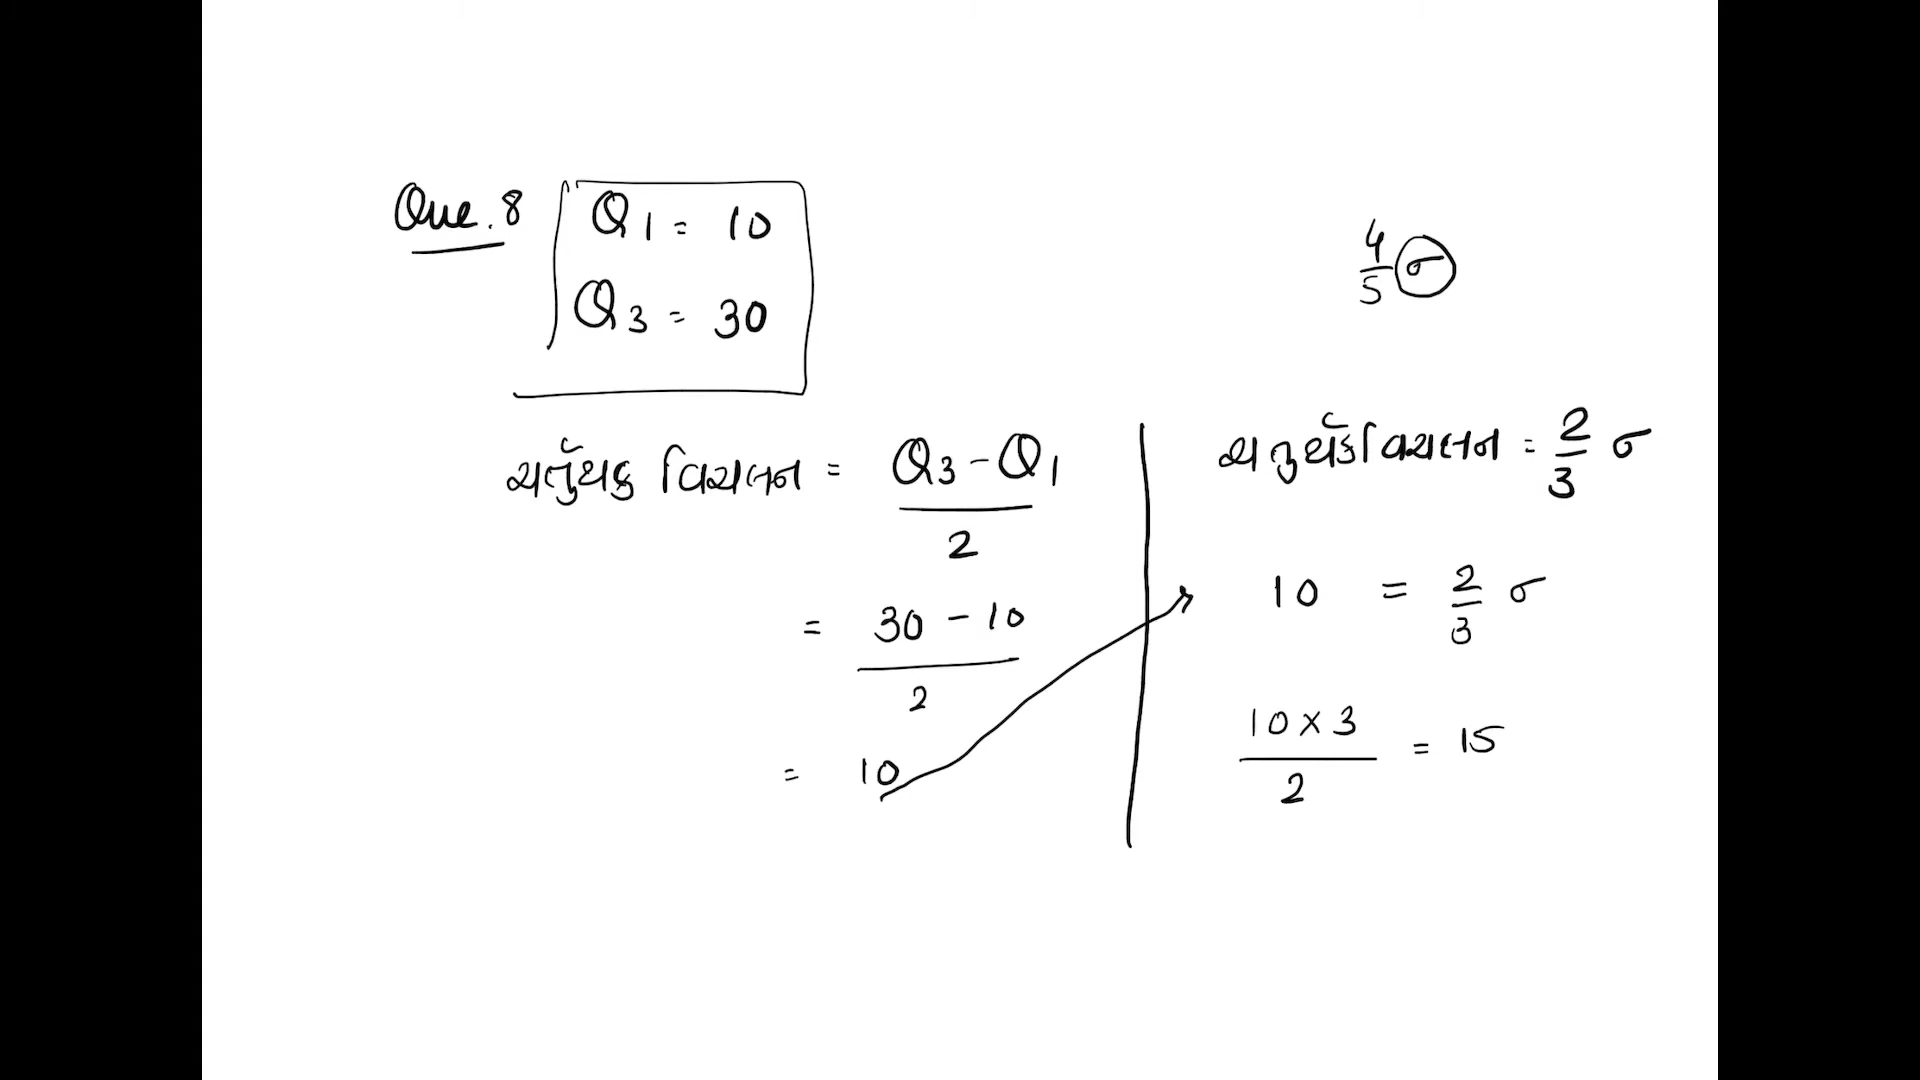 Que. 8
Q1 = 10
Q3 = 30
4/5 σ
ચર્તુથક વિચલન = (Q3 - Q1)/2
= (30 - 10)/2
= 10
ચતુર્થક વિચલન = 2/3 σ
10 = 2/3 σ
(10 × 3)/2 = 15